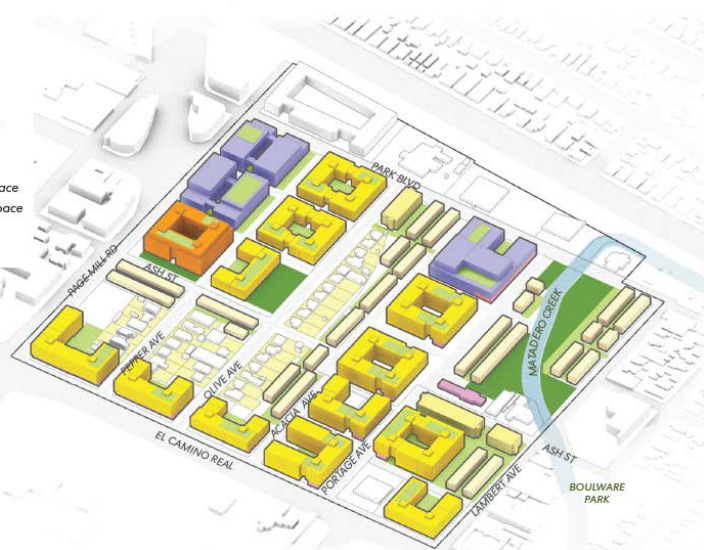 ace
pace
PARK BLVD
PAGE MILL RD
ASH ST
MATADERO CREEK
PEPPER AVE
OLIVE AVE
ACACIA AVE
EL CAMINO REAL
PORTAGE AVE
ASH ST
LAMBERT AVE
BOULWARE
PARK